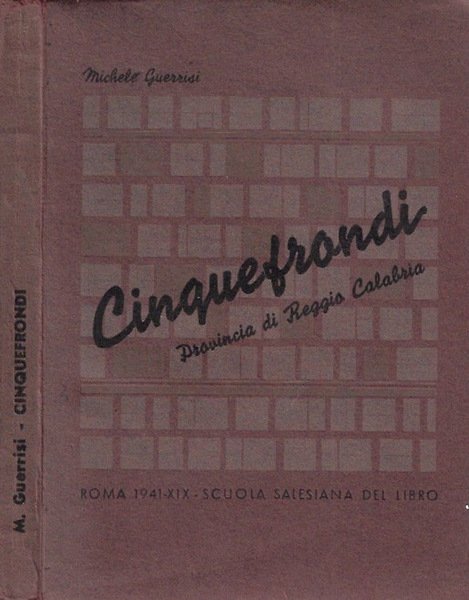 M. Guerrisi - CINQUEFRONDI
Michele Guerrisi
Cinquefrondi
Provincia di Reggio Calabria
ROMA 1941-XIX - SCUOLA SALESIANA DEL LIBRO